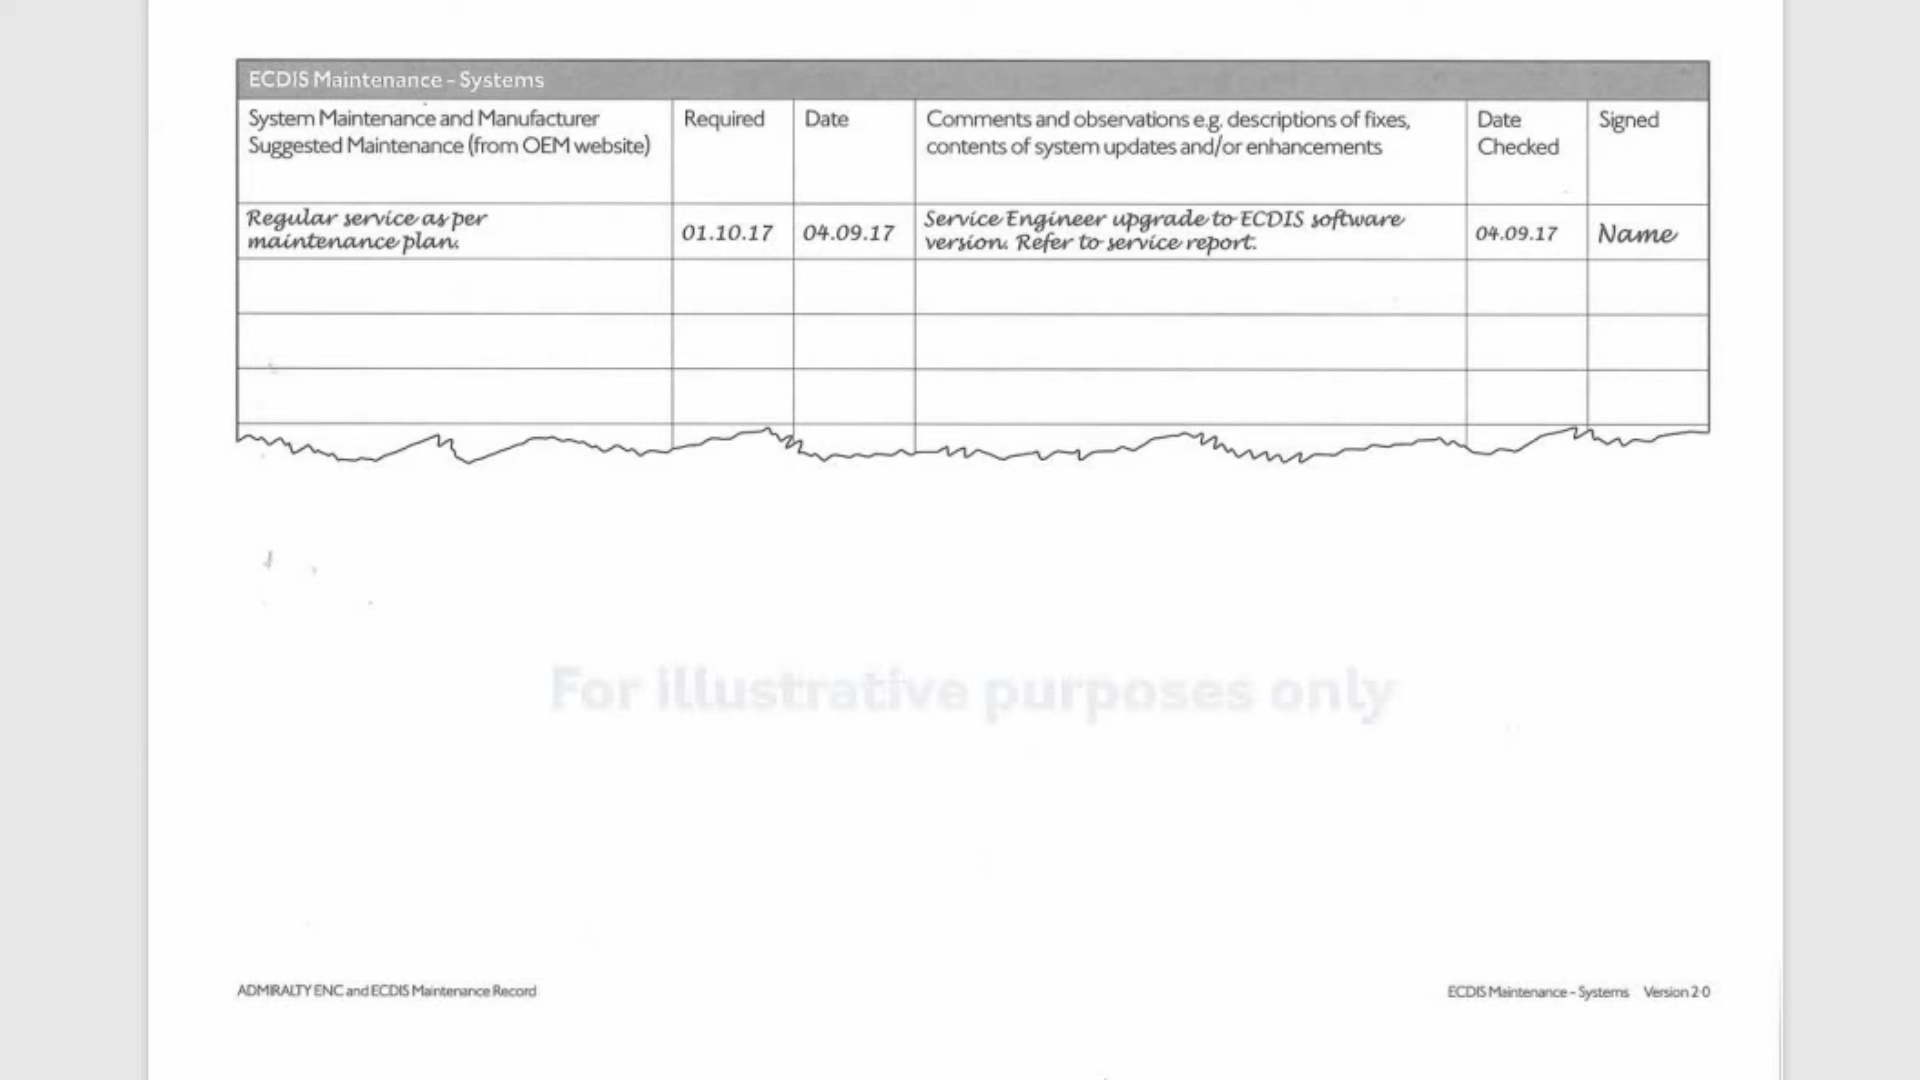 ECDIS Maintenance - Systems
System Maintenance and Manufacturer
Suggested Maintenance (from OEM website)
Required
Date
Comments and observations e.g. descriptions of fixes,
contents of system updates and/or enhancements
Date
Checked
Signed
Regular service as per
maintenance plan.
01.10.17
04.09.17
Service Engineer upgrade to ECDIS software
version. Refer to service report.
04.09.17
Name
For illustrative purposes only
ADMIRALTY ENC and ECDIS Maintenance Record
ECDIS Maintenance - Systems Version 2.0